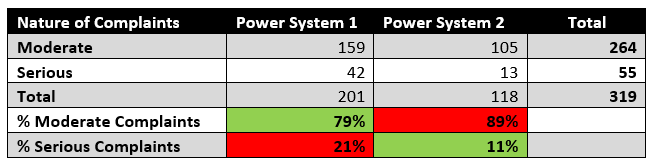 Nature of Complaints Power System 1 Power System 2 Total
Moderate 159 105 264
Serious 42 13 55
Total 201 118 319
% Moderate Complaints 79% 89%
% Serious Complaints 21% 11%